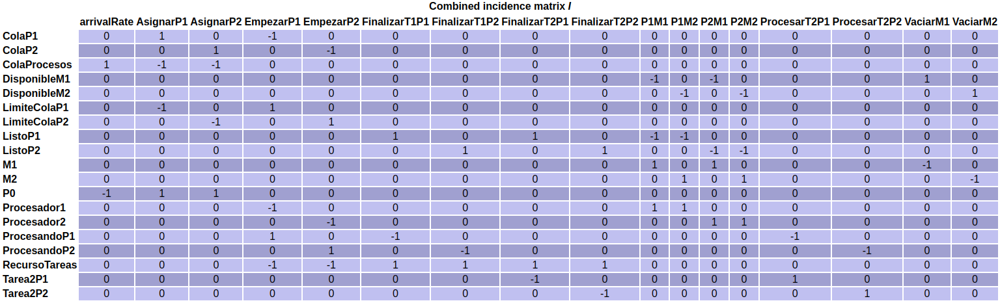 Combined incidence matrix I
arrivalRate AsignarP1 AsignarP2 EmpezarP1 EmpezarP2 FinalizarT1P1 FinalizarT1P2 FinalizarT2P1 FinalizarT2P2 P1M1 P1M2 P2M1 P2M2 ProcesarT2P1 ProcesarT2P2 VaciarM1 VaciarM2
ColaP1 0 1 0 -1 0 0 0 0 0 0 0 0 0 0 0 0 0
ColaP2 0 0 1 0 -1 0 0 0 0 0 0 0 0 0 0 0 0
ColaProcesos 1 -1 -1 0 0 0 0 0 0 0 0 0 0 0 0 0 0
DisponibleM1 0 0 0 0 0 0 0 0 0 -1 0 -1 0 0 0 1 0
DisponibleM2 0 0 0 0 0 0 0 0 0 0 -1 0 -1 0 0 0 1
LimiteColaP1 0 -1 0 1 0 0 0 0 0 0 0 0 0 0 0 0 0
LimiteColaP2 0 0 -1 0 1 0 0 0 0 0 0 0 0 0 0 0 0
ListoP1 0 0 0 0 0 1 0 1 0 -1 -1 0 0 0 0 0 0
ListoP2 0 0 0 0 0 0 1 0 1 0 0 -1 -1 0 0 0 0
M1 0 0 0 0 0 0 0 0 0 1 0 1 0 0 0 -1 0
M2 0 0 0 0 0 0 0 0 0 0 1 0 1 0 0 0 -1
P0 -1 1 1 0 0 0 0 0 0 0 0 0 0 0 0 0 0
Procesador1 0 0 0 -1 0 0 0 0 0 1 1 0 0 0 0 0 0
Procesador2 0 0 0 0 -1 0 0 0 0 0 0 1 1 0 0 0 0
ProcesandoP1 0 0 0 1 0 -1 0 0 0 0 0 0 0 -1 0 0 0
ProcesandoP2 0 0 0 0 1 0 -1 0 0 0 0 0 0 0 -1 0 0
RecursoTareas 0 0 0 -1 -1 1 1 1 1 0 0 0 0 0 0 0 0
Tarea2P1 0 0 0 0 0 0 0 -1 0 0 0 0 0 1 0 0 0
Tarea2P2 0 0 0 0 0 0 0 0 -1 0 0 0 0 0 1 0 0